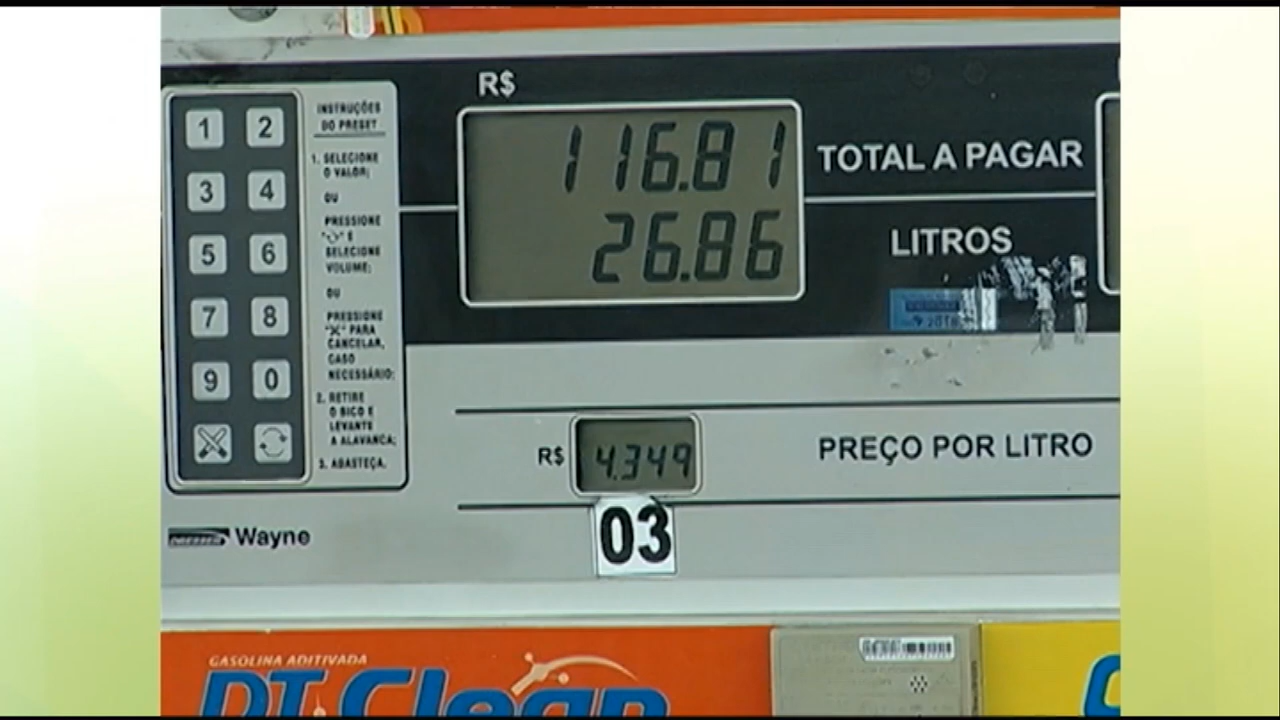 R$
116.81
TOTAL A PAGAR
26.86
LITROS
1 2
3 4
5 6
7 8
9 0
INSTRUÇÕES
DO PRESET
1. SELECIONE
O VALOR;
OU
PRESSIONE
" " E
SELECIONE
VOLUME;
OU
PRESSIONE
" " PARA
CANCELAR,
CASO
NECESSÁRIO;
2. RETIRE
O BICO E
LEVANTE
A ALAVANCA;
3. ABASTEÇA.
R$ 4.349
PREÇO POR LITRO
03
Wayne
GASOLINA ADITIVADA
DT Clean